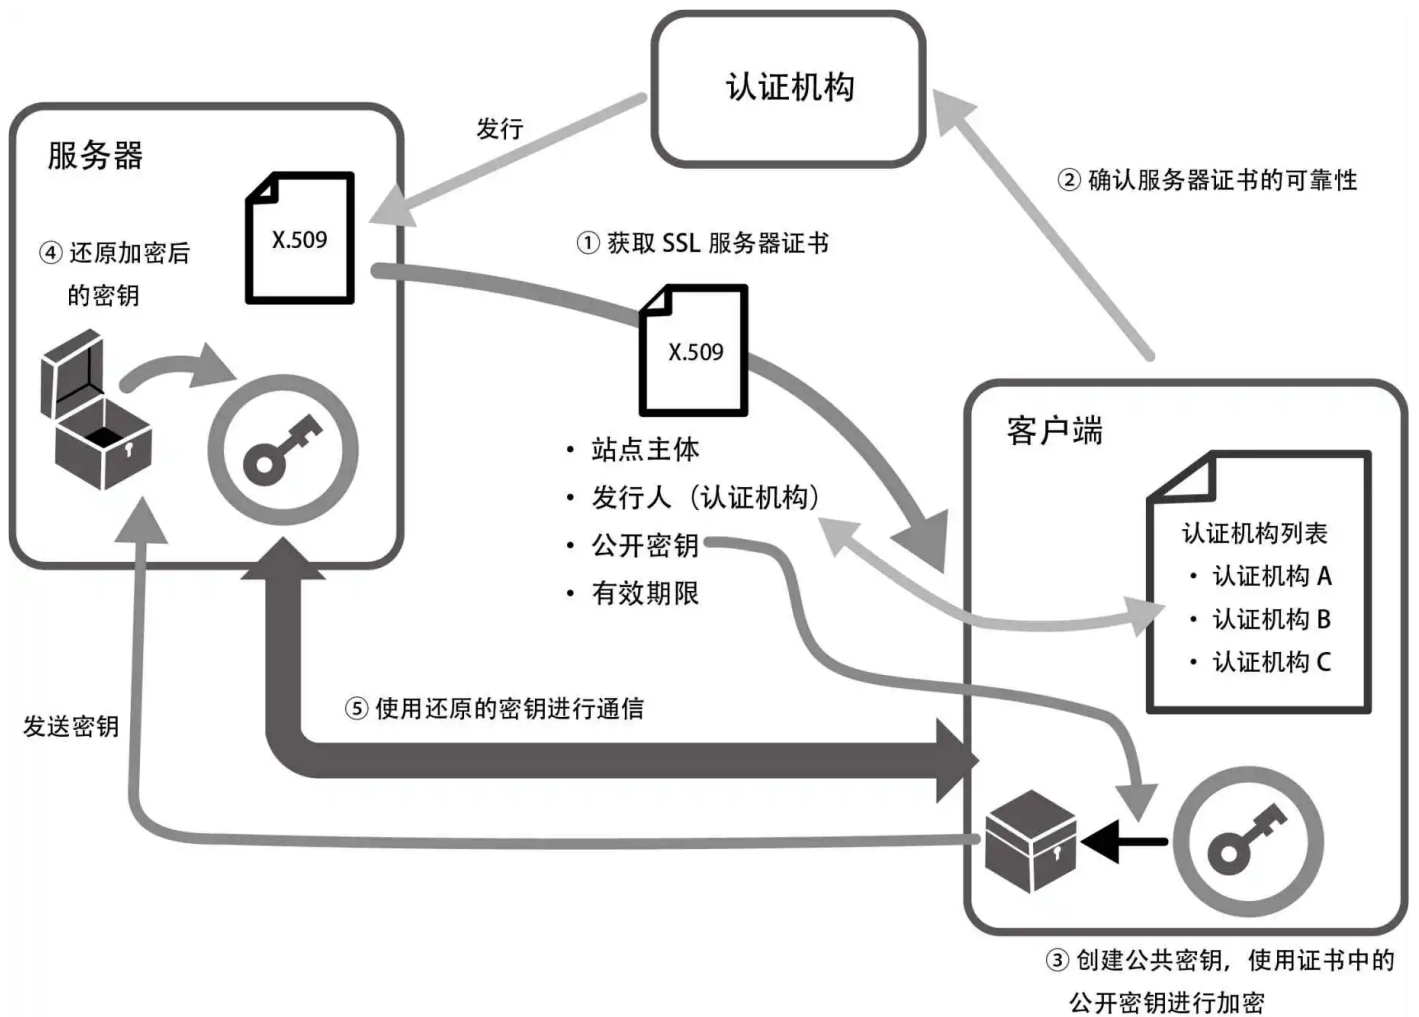 认证机构
发行
服务器
② 确认服务器证书的可靠性
X.509
① 获取 SSL 服务器证书
④ 还原加密后
的密钥
X.509
客户端
• 站点主体
• 发行人（认证机构）
• 公开密钥
• 有效期限
认证机构列表
• 认证机构 A
• 认证机构 B
• 认证机构 C
⑤ 使用还原的密钥进行通信
发送密钥
③ 创建公共密钥，使用证书中的
公开密钥进行加密